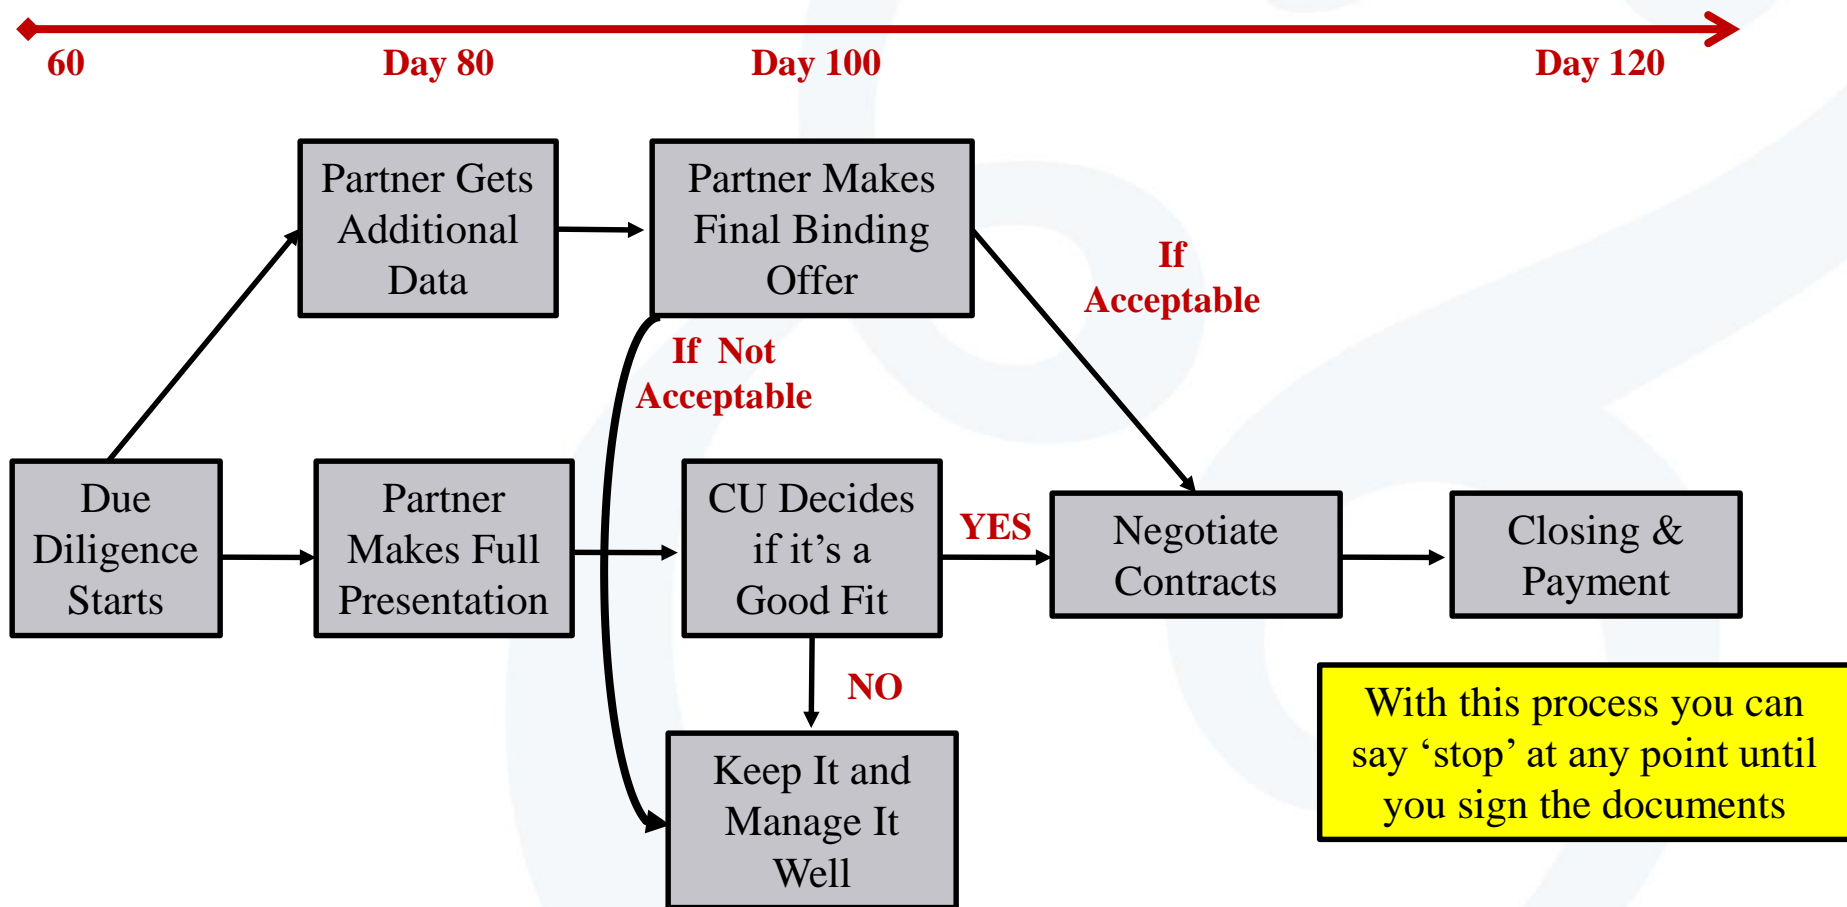 60
Day 80
Day 100
Day 120
Partner Gets
Additional
Data
Partner Makes
Final Binding
Offer
If
Acceptable
If Not
Acceptable
Due
Diligence
Starts
Partner
Makes Full
Presentation
CU Decides
if it’s a
Good Fit
YES
Negotiate
Contracts
Closing &
Payment
NO
Keep It and
Manage It
Well
With this process you can
say ‘stop’ at any point until
you sign the documents